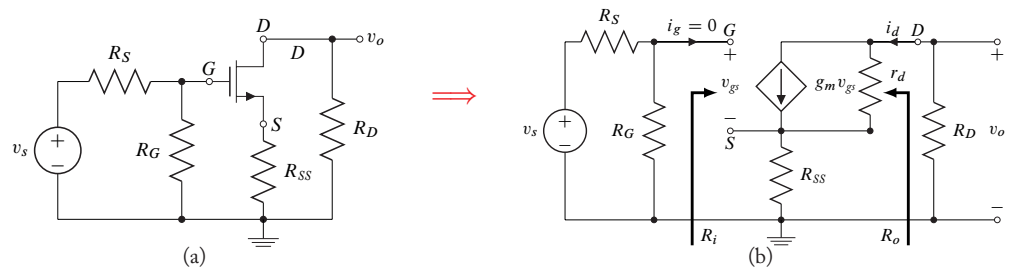 R_S
G
D
D
v_o
S
v_s
+
−
R_G
R_SS
R_D
(a)
⟹
R_S
i_g = 0
G
+
v_gs
−
S
g_m v_gs
i_d
D
r_d
+
v_o
−
v_s
+
−
R_G
R_SS
R_D
R_i
R_o
(b)